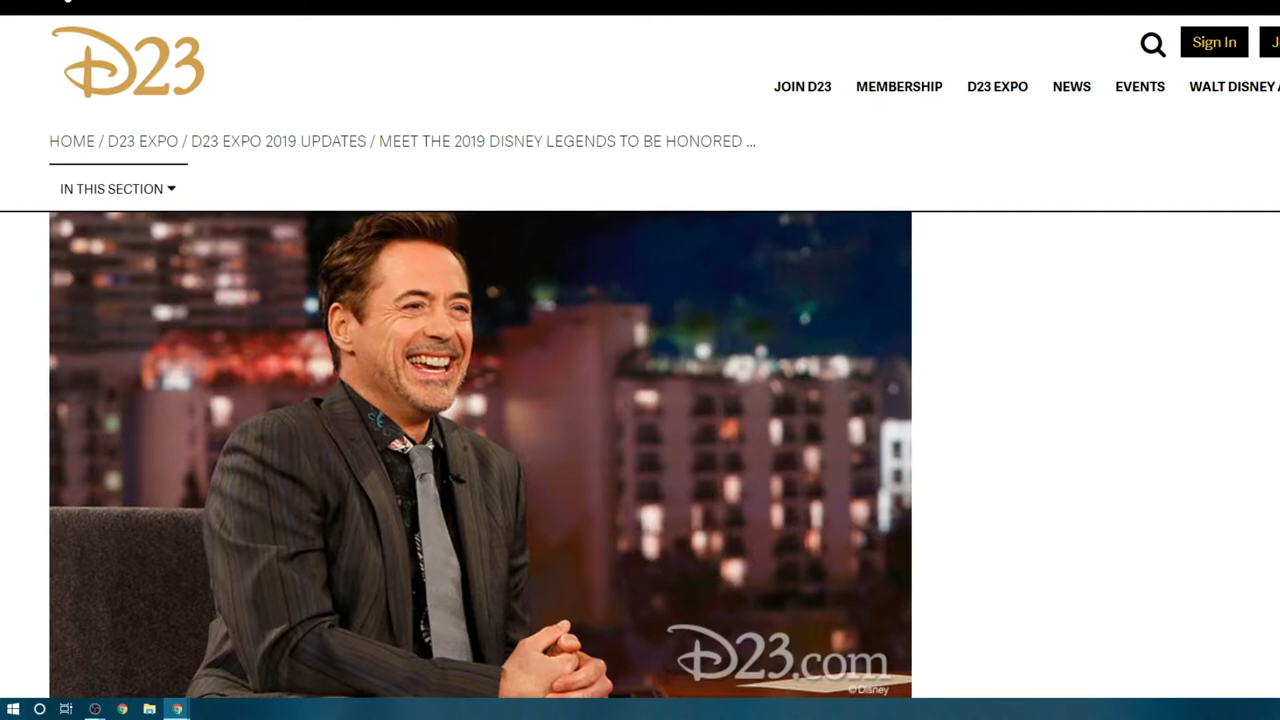 D23
Sign In
J
JOIN D23 MEMBERSHIP D23 EXPO NEWS EVENTS WALT DISNEY A
HOME / D23 EXPO / D23 EXPO 2019 UPDATES / MEET THE 2019 DISNEY LEGENDS TO BE HONORED ...
IN THIS SECTION
D23.com
©Disney